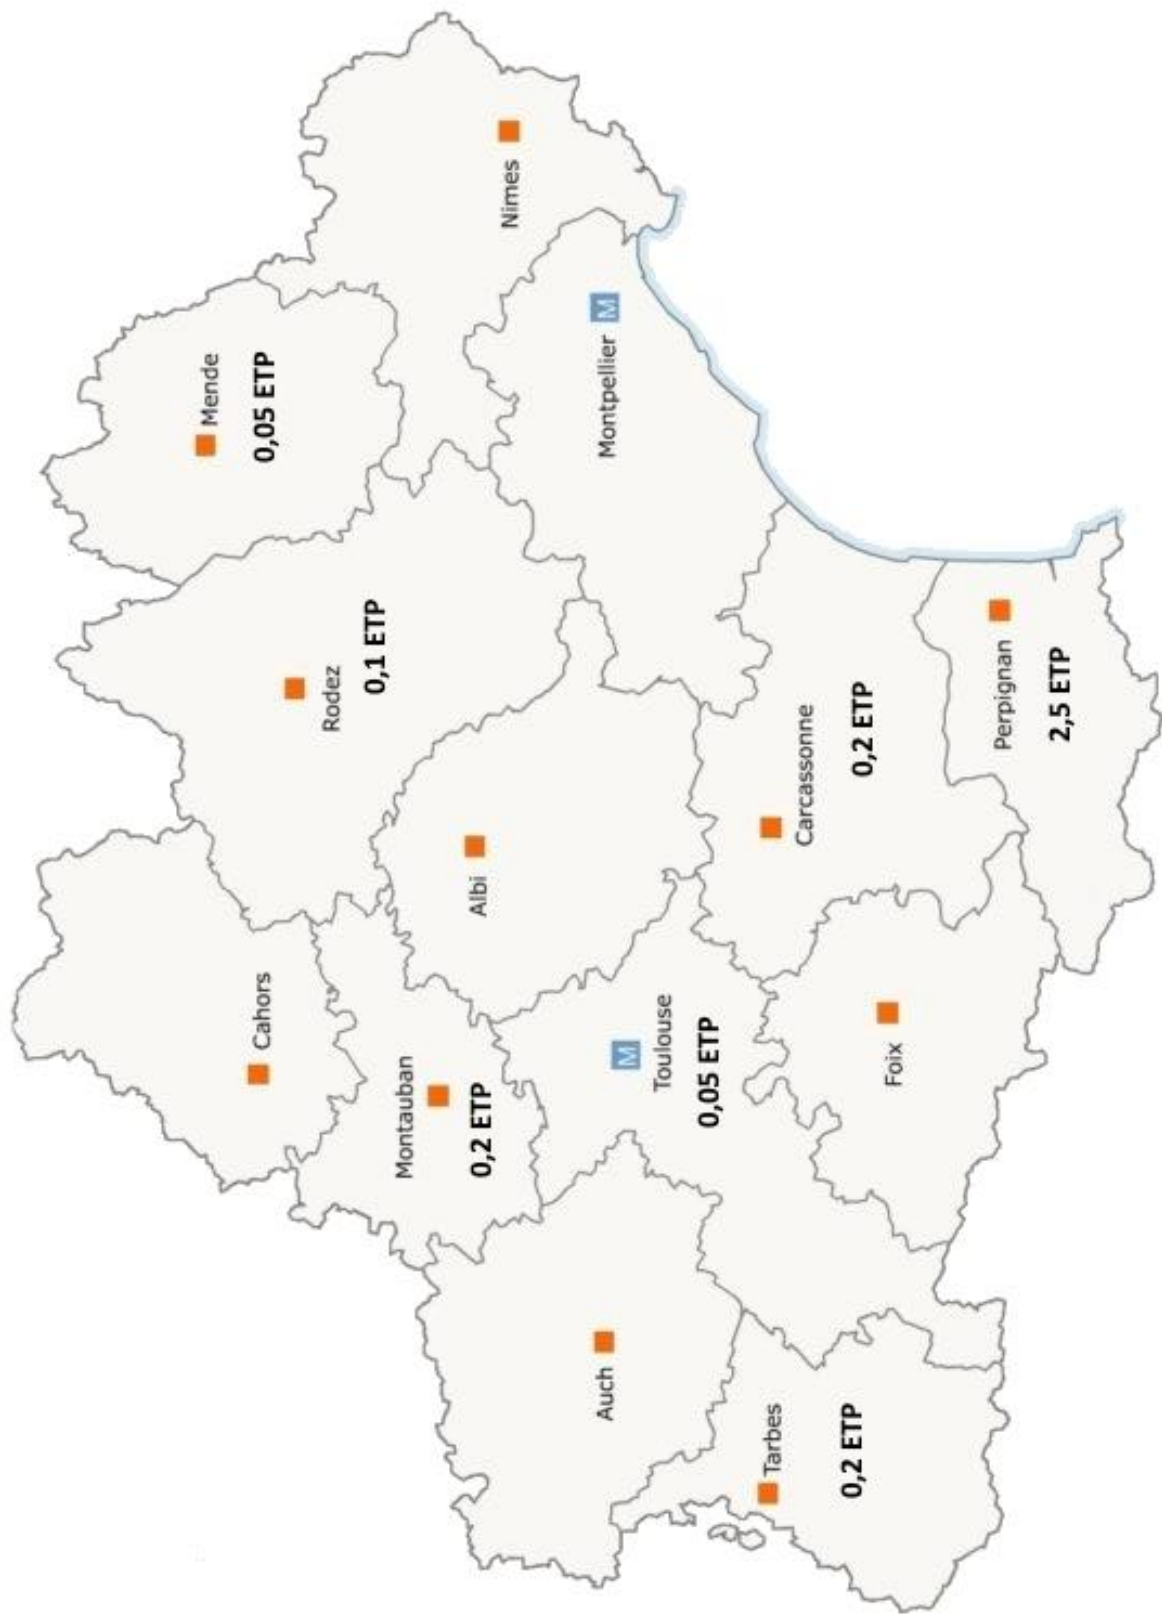 Cahors
Mende
0,05 ETP
Rodez
0,1 ETP
Montauban
0,2 ETP
Albi
Nimes
Auch
M
Toulouse
0,05 ETP
M
Montpellier
Tarbes
0,2 ETP
Carcassonne
0,2 ETP
Foix
Perpignan
2,5 ETP